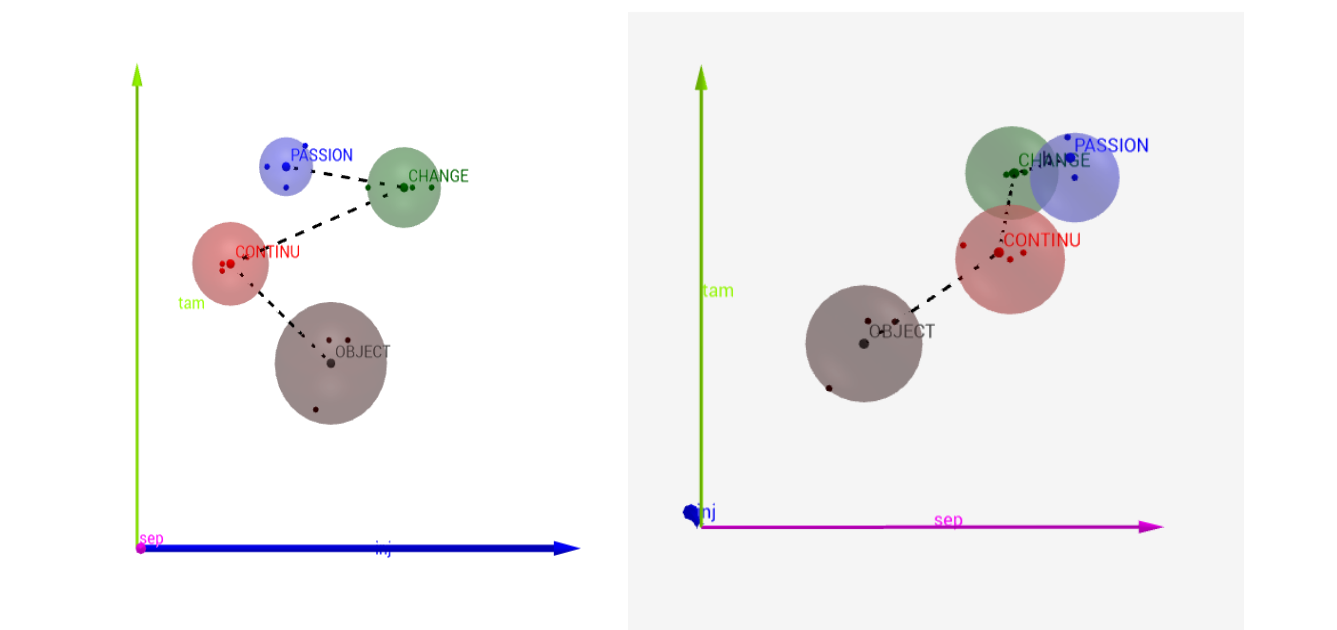 PASSION
CHANGE
CONTINU
tam
OBJECT
sep
inj
PASSION
CHANGE
CONTINU
tam
OBJECT
inj
sep